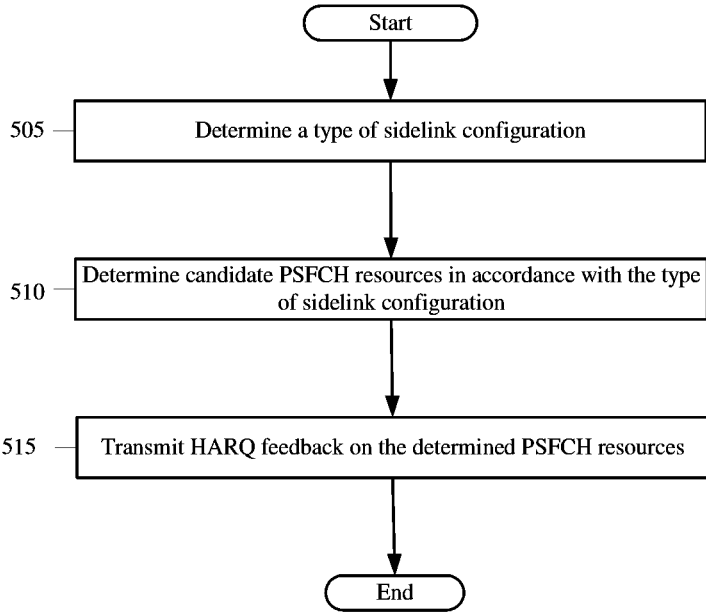 Start
505
Determine a type of sidelink configuration
510
Determine candidate PSFCH resources in accordance with the type
of sidelink configuration
515
Transmit HARQ feedback on the determined PSFCH resources
End